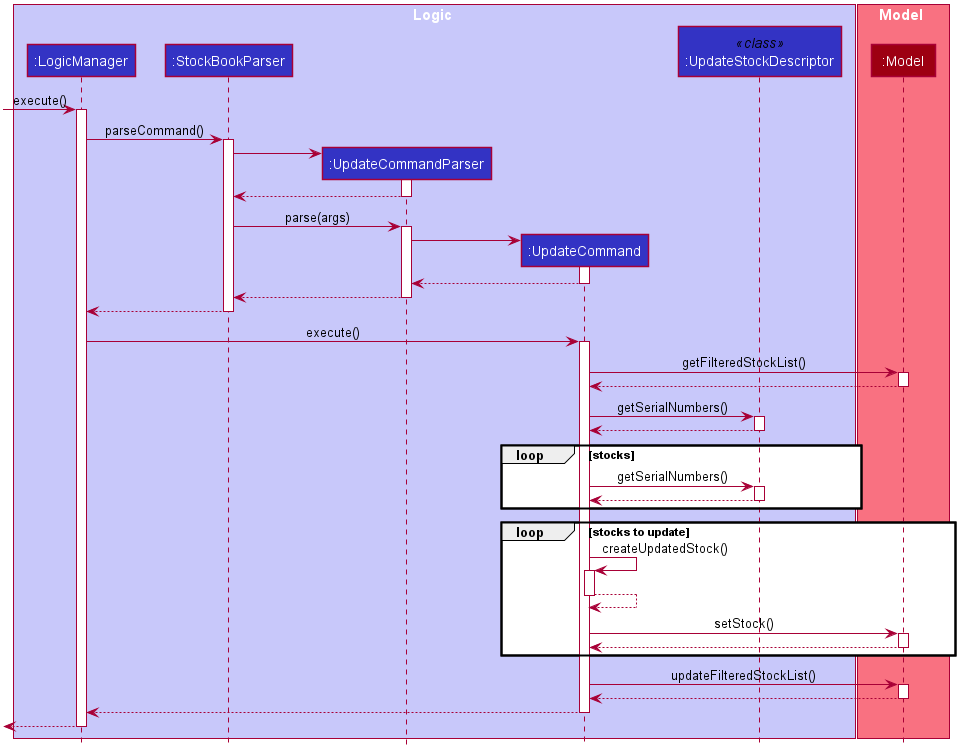 Logic
Model
«class»
:LogicManager
:StockBookParser
:UpdateStockDescriptor
:Model
execute()
parseCommand()
:UpdateCommandParser
parse(args)
:UpdateCommand
execute()
getFilteredStockList()
getSerialNumbers()
loop
[stocks]
getSerialNumbers()
loop
[stocks to update]
createUpdatedStock()
setStock()
updateFilteredStockList()